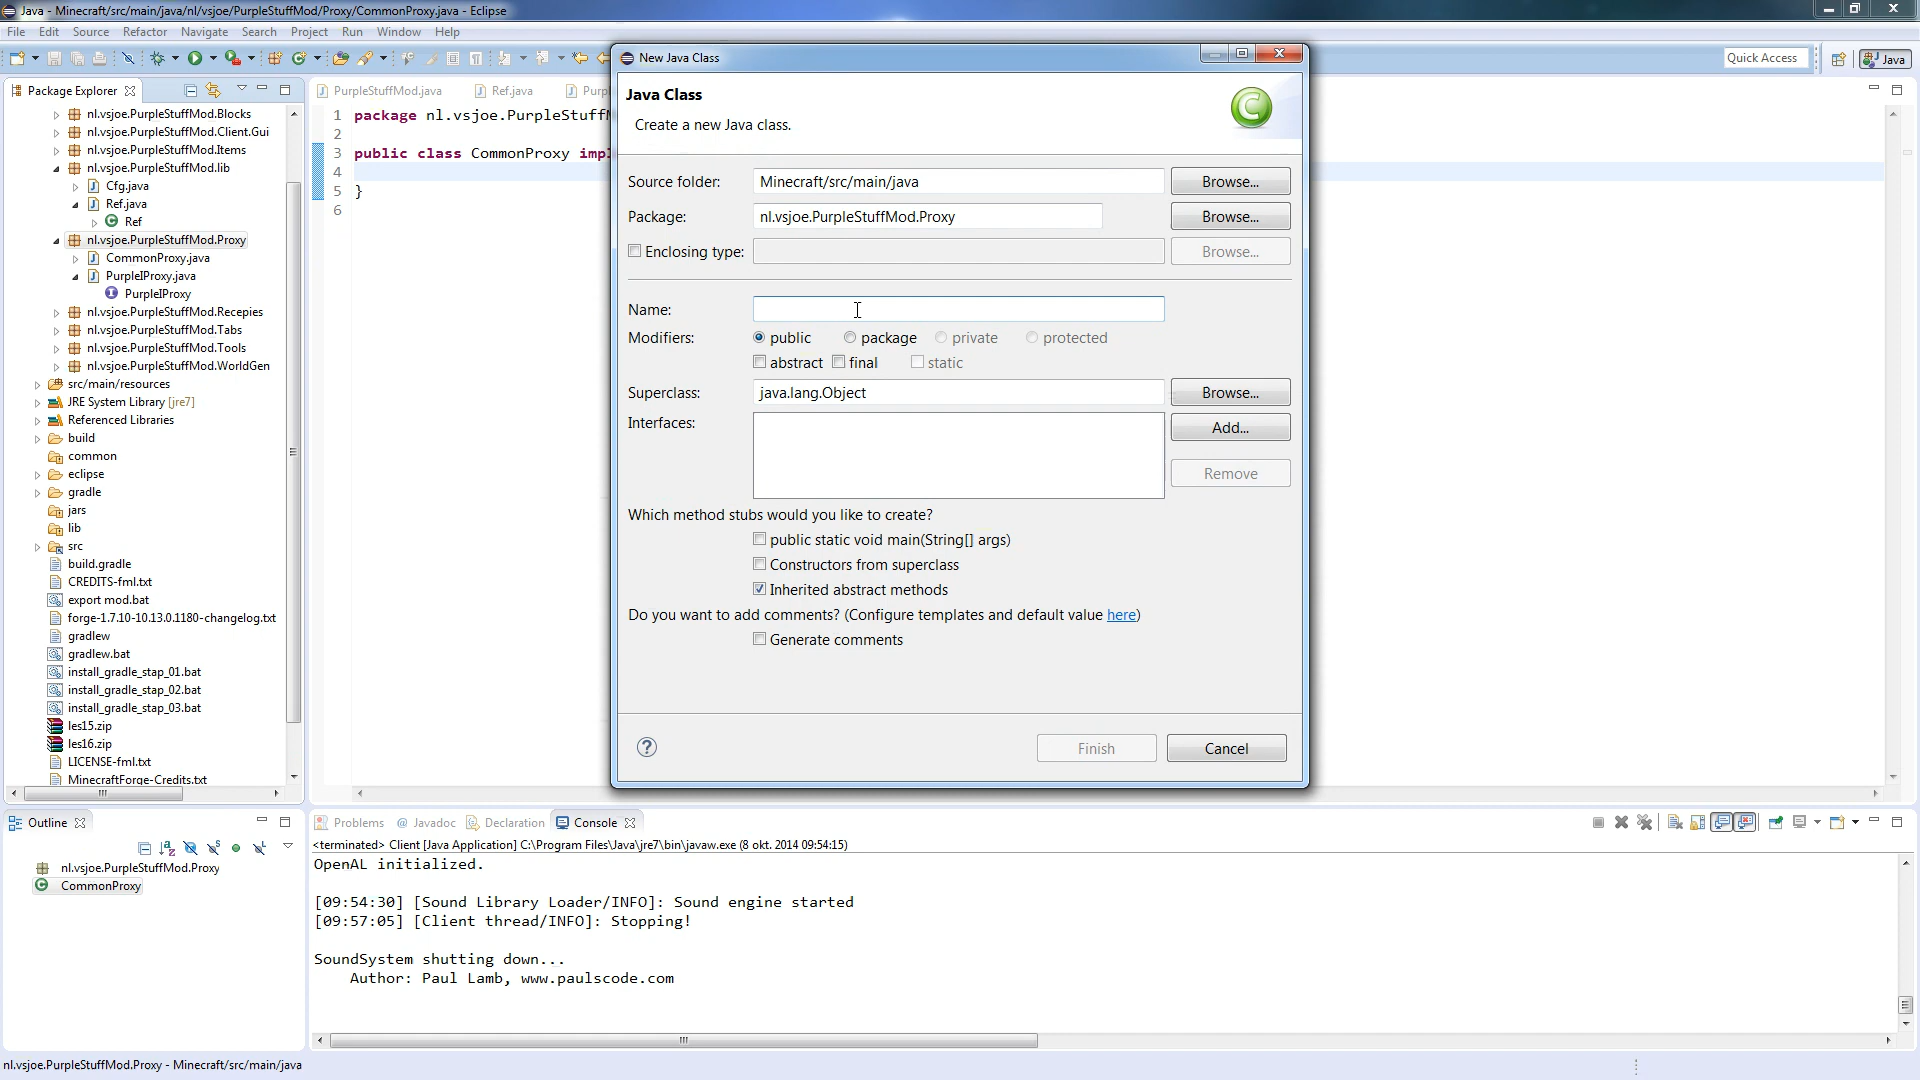 Java - Minecraft/src/main/java/nl/vsjoe/PurpleStuffMod/Proxy/CommonProxy.java - Eclipse
File Edit Source Refactor Navigate Search Project Run Window Help
Quick Access
Java
Package Explorer
nl.vsjoe.PurpleStuffMod.Blocks
nl.vsjoe.PurpleStuffMod.Client.Gui
nl.vsjoe.PurpleStuffMod.Items
nl.vsjoe.PurpleStuffMod.lib
Cfg.java
Ref.java
Ref
nl.vsjoe.PurpleStuffMod.Proxy
CommonProxy.java
PurpleIProxy.java
PurpleIProxy
nl.vsjoe.PurpleStuffMod.Recepies
nl.vsjoe.PurpleStuffMod.Tabs
nl.vsjoe.PurpleStuffMod.Tools
nl.vsjoe.PurpleStuffMod.WorldGen
src/main/resources
JRE System Library [jre7]
Referenced Libraries
build
common
eclipse
gradle
jars
lib
src
build.gradle
CREDITS-fml.txt
export mod.bat
forge-1.7.10-10.13.0.1180-changelog.txt
gradlew
gradlew.bat
install_gradle_stap_01.bat
install_gradle_stap_02.bat
install_gradle_stap_03.bat
les15.zip
les16.zip
LICENSE-fml.txt
MinecraftForge-Credits.txt
PurpleStuffMod.java Ref.java Purp
1 package nl.vsjoe.PurpleStuffM
2
3 public class CommonProxy impl
4
5 }
6
New Java Class
Java Class
Create a new Java class.
Source folder: Minecraft/src/main/java Browse...
Package: nl.vsjoe.PurpleStuffMod.Proxy Browse...
Enclosing type: Browse...
Name:
Modifiers: public package private protected
abstract final static
Superclass: java.lang.Object Browse...
Interfaces: Add...
Remove
Which method stubs would you like to create?
public static void main(String[] args)
Constructors from superclass
Inherited abstract methods
Do you want to add comments? (Configure templates and default value here)
Generate comments
Finish Cancel
Outline
nl.vsjoe.PurpleStuffMod.Proxy
CommonProxy
Problems Javadoc Declaration Console
<terminated> Client [Java Application] C:\Program Files\Java\jre7\bin\javaw.exe (8 okt. 2014 09:54:15)
OpenAL initialized.
[09:54:30] [Sound Library Loader/INFO]: Sound engine started
[09:57:05] [Client thread/INFO]: Stopping!
SoundSystem shutting down...
Author: Paul Lamb, www.paulscode.com
nl.vsjoe.PurpleStuffMod.Proxy - Minecraft/src/main/java